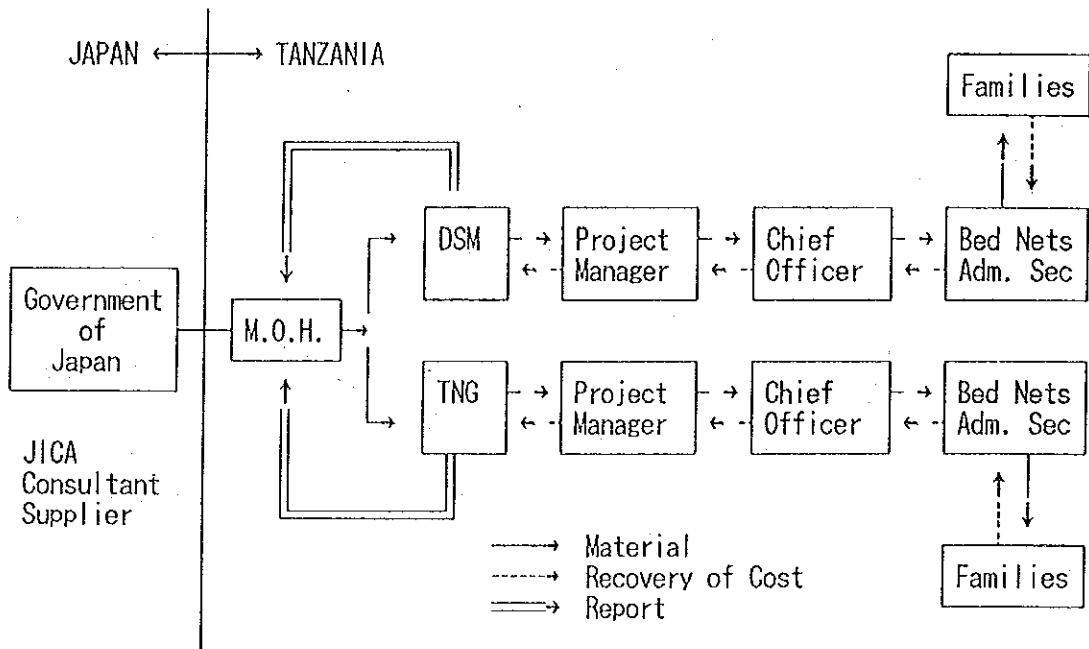 JAPAN
TANZANIA
Families
DSM
Project
Manager
Chief
Officer
Bed Nets
Adm. Sec
Government
of
Japan
M.O.H.
TNG
Project
Manager
Chief
Officer
Bed Nets
Adm. Sec
JICA
Consultant
Supplier
Material
Recovery of Cost
Report
Families